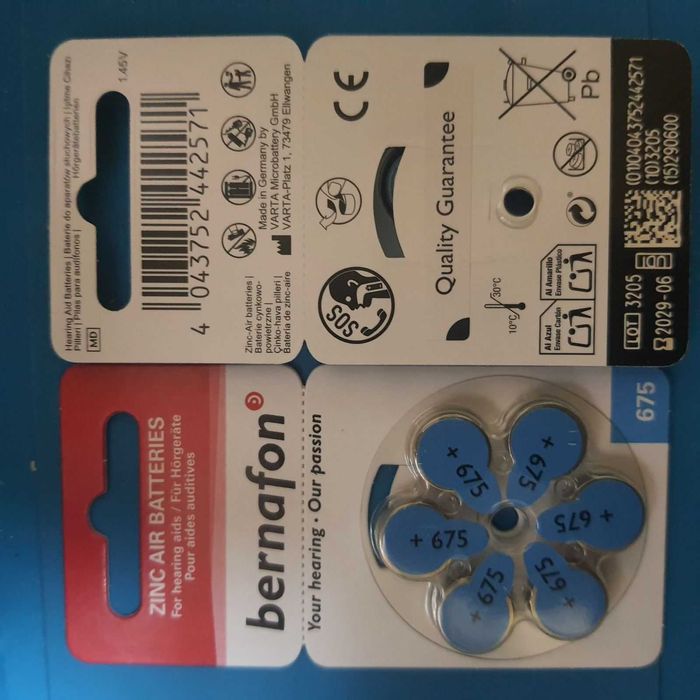 Hearing Aid Batteries | Baterie do aparatów słuchowych | İşitme Cihazı
Pilleri | Pilas para audífonos | Hörgerätebatterien
MD
1.45V
4 043752 442571
Zinc-Air batteries |
Baterie cynkowo-
powietrzne |
Çinko-hava pilleri |
Batería de zinc-aire
Made in Germany by
VARTA Microbattery GmbH
VARTA-Platz 1, 73479 Ellwangen
SOS
CE
Quality Guarantee
10°C
30°C
Pb
Al Azul
Envase Cartón
Al Amarillo
Envase Plástico
LOT 3205
2029-06
(01)04043752442571
(10)3205
(15)290600
ZINC AIR BATTERIES
For hearing aids / Für Hörgeräte
Pour aides auditives
bernafon
Your hearing · Our passion
675
+ 675
+ 675
+ 675
+ 675
+ 675
+ 675